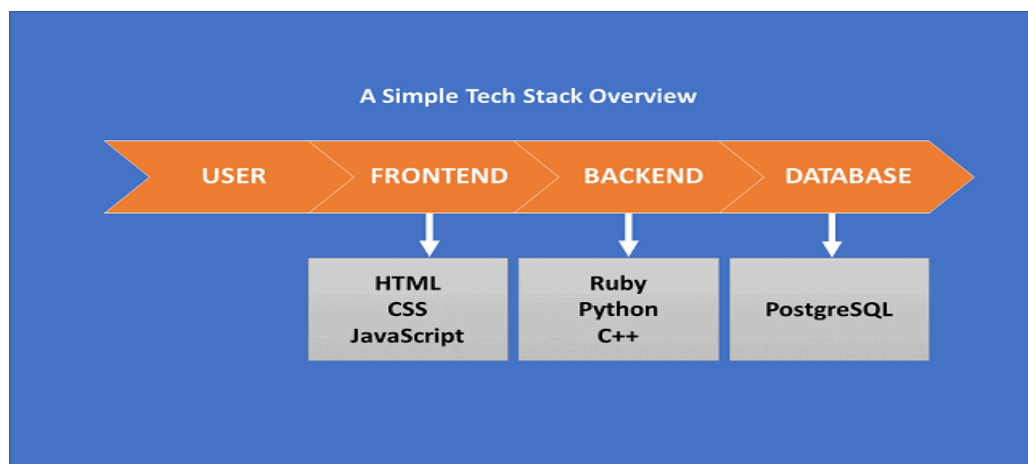 A Simple Tech Stack Overview
USER FRONTEND BACKEND DATABASE
HTML
CSS
JavaScript
Ruby
Python
C++
PostgreSQL